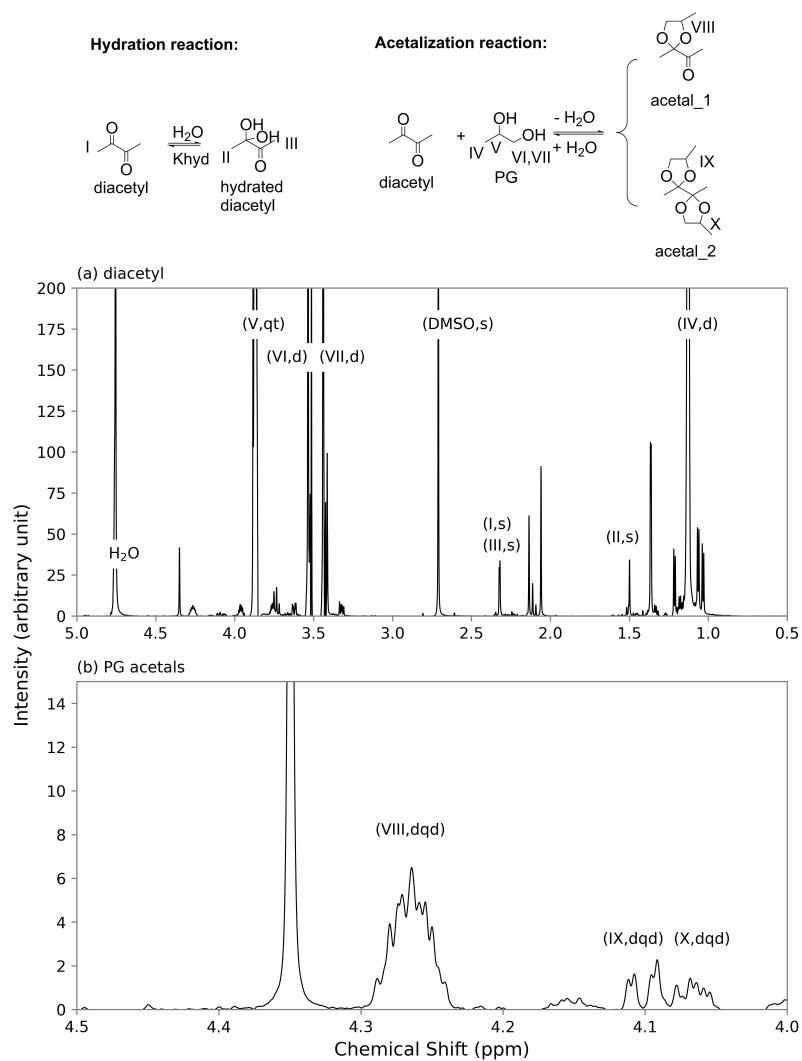 Hydration reaction:
Acetalization reaction:
I
O
O
diacetyl
H2O
Khyd
OH
OH
O
II
III
hydrated
diacetyl
O
O
diacetyl
+
OH
OH
IV
V
VI,VII
PG
- H2O
+ H2O
O
O
O
VIII
acetal_1
O
O
O
O
IX
X
acetal_2
(a) diacetyl
200
175
150
125
100
75
50
25
0
(V,qt)
(DMSO,s)
(IV,d)
(VI,d)
(VII,d)
(I,s)
(III,s)
(II,s)
H2O
5.0 4.5 4.0 3.5 3.0 2.5 2.0 1.5 1.0 0.5
Intensity (arbitrary unit)
(b) PG acetals
14
12
10
8
6
4
2
0
(VIII,dqd)
(IX,dqd)
(X,dqd)
4.5 4.4 4.3 4.2 4.1 4.0
Chemical Shift (ppm)